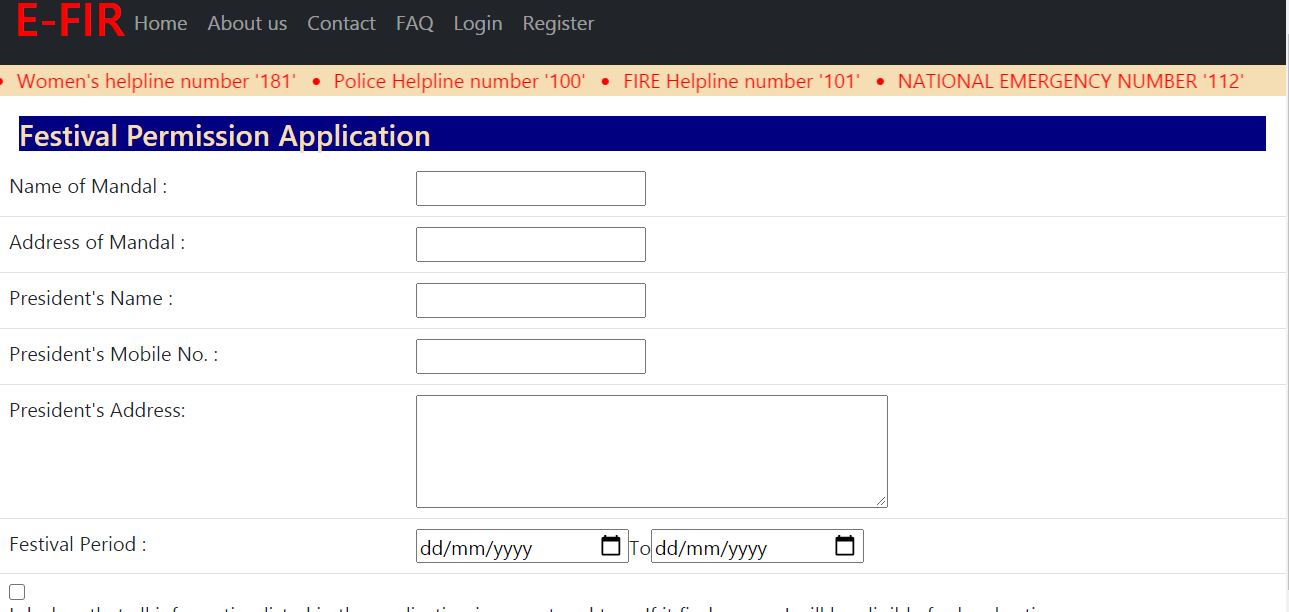 E-FIR Home About us Contact FAQ Login Register
• Women's helpline number '181' • Police Helpline number '100' • FIRE Helpline number '101' • NATIONAL EMERGENCY NUMBER '112'
Festival Permission Application
Name of Mandal :
Address of Mandal :
President's Name :
President's Mobile No. :
President's Address:
Festival Period : dd/mm/yyyy To dd/mm/yyyy